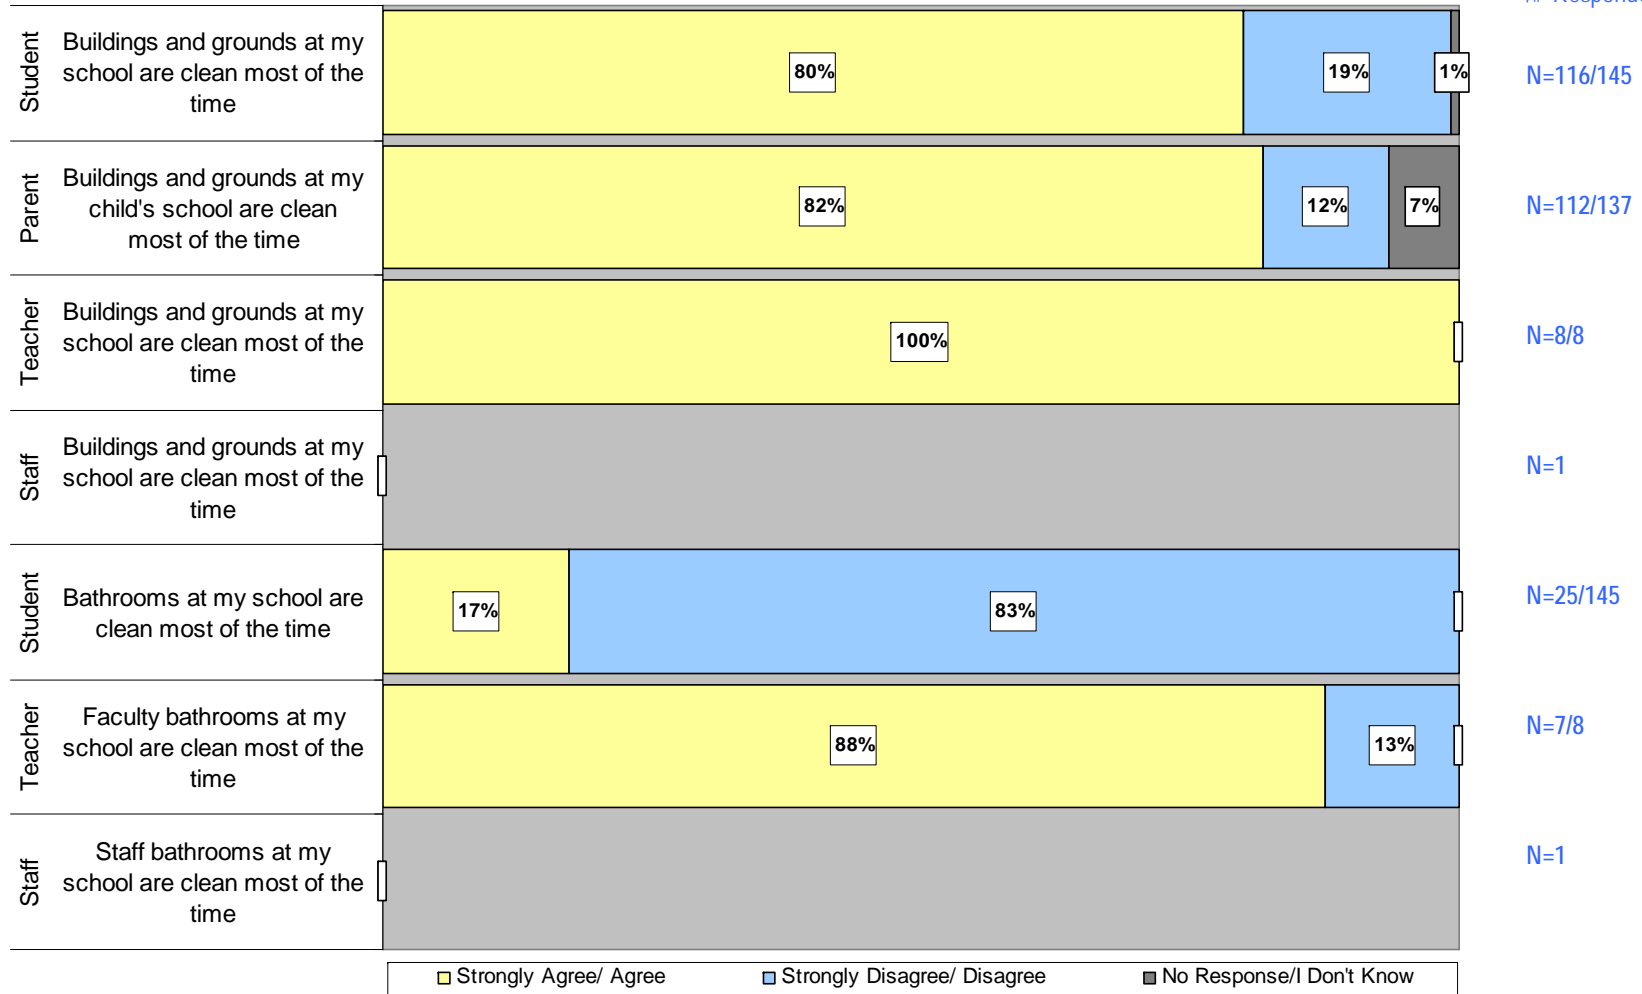 Student
Buildings and grounds at my
school are clean most of the
time
80%
19%
1%
N=116/145
Parent
Buildings and grounds at my
child's school are clean
most of the time
82%
12%
7%
N=112/137
Teacher
Buildings and grounds at my
school are clean most of the
time
100%
N=8/8
Staff
Buildings and grounds at my
school are clean most of the
time
N=1
Student
Bathrooms at my school are
clean most of the time
17%
83%
N=25/145
Teacher
Faculty bathrooms at my
school are clean most of the
time
88%
13%
N=7/8
Staff
Staff bathrooms at my
school are clean most of the
time
N=1
Strongly Agree/ Agree
Strongly Disagree/ Disagree
No Response/I Don't Know